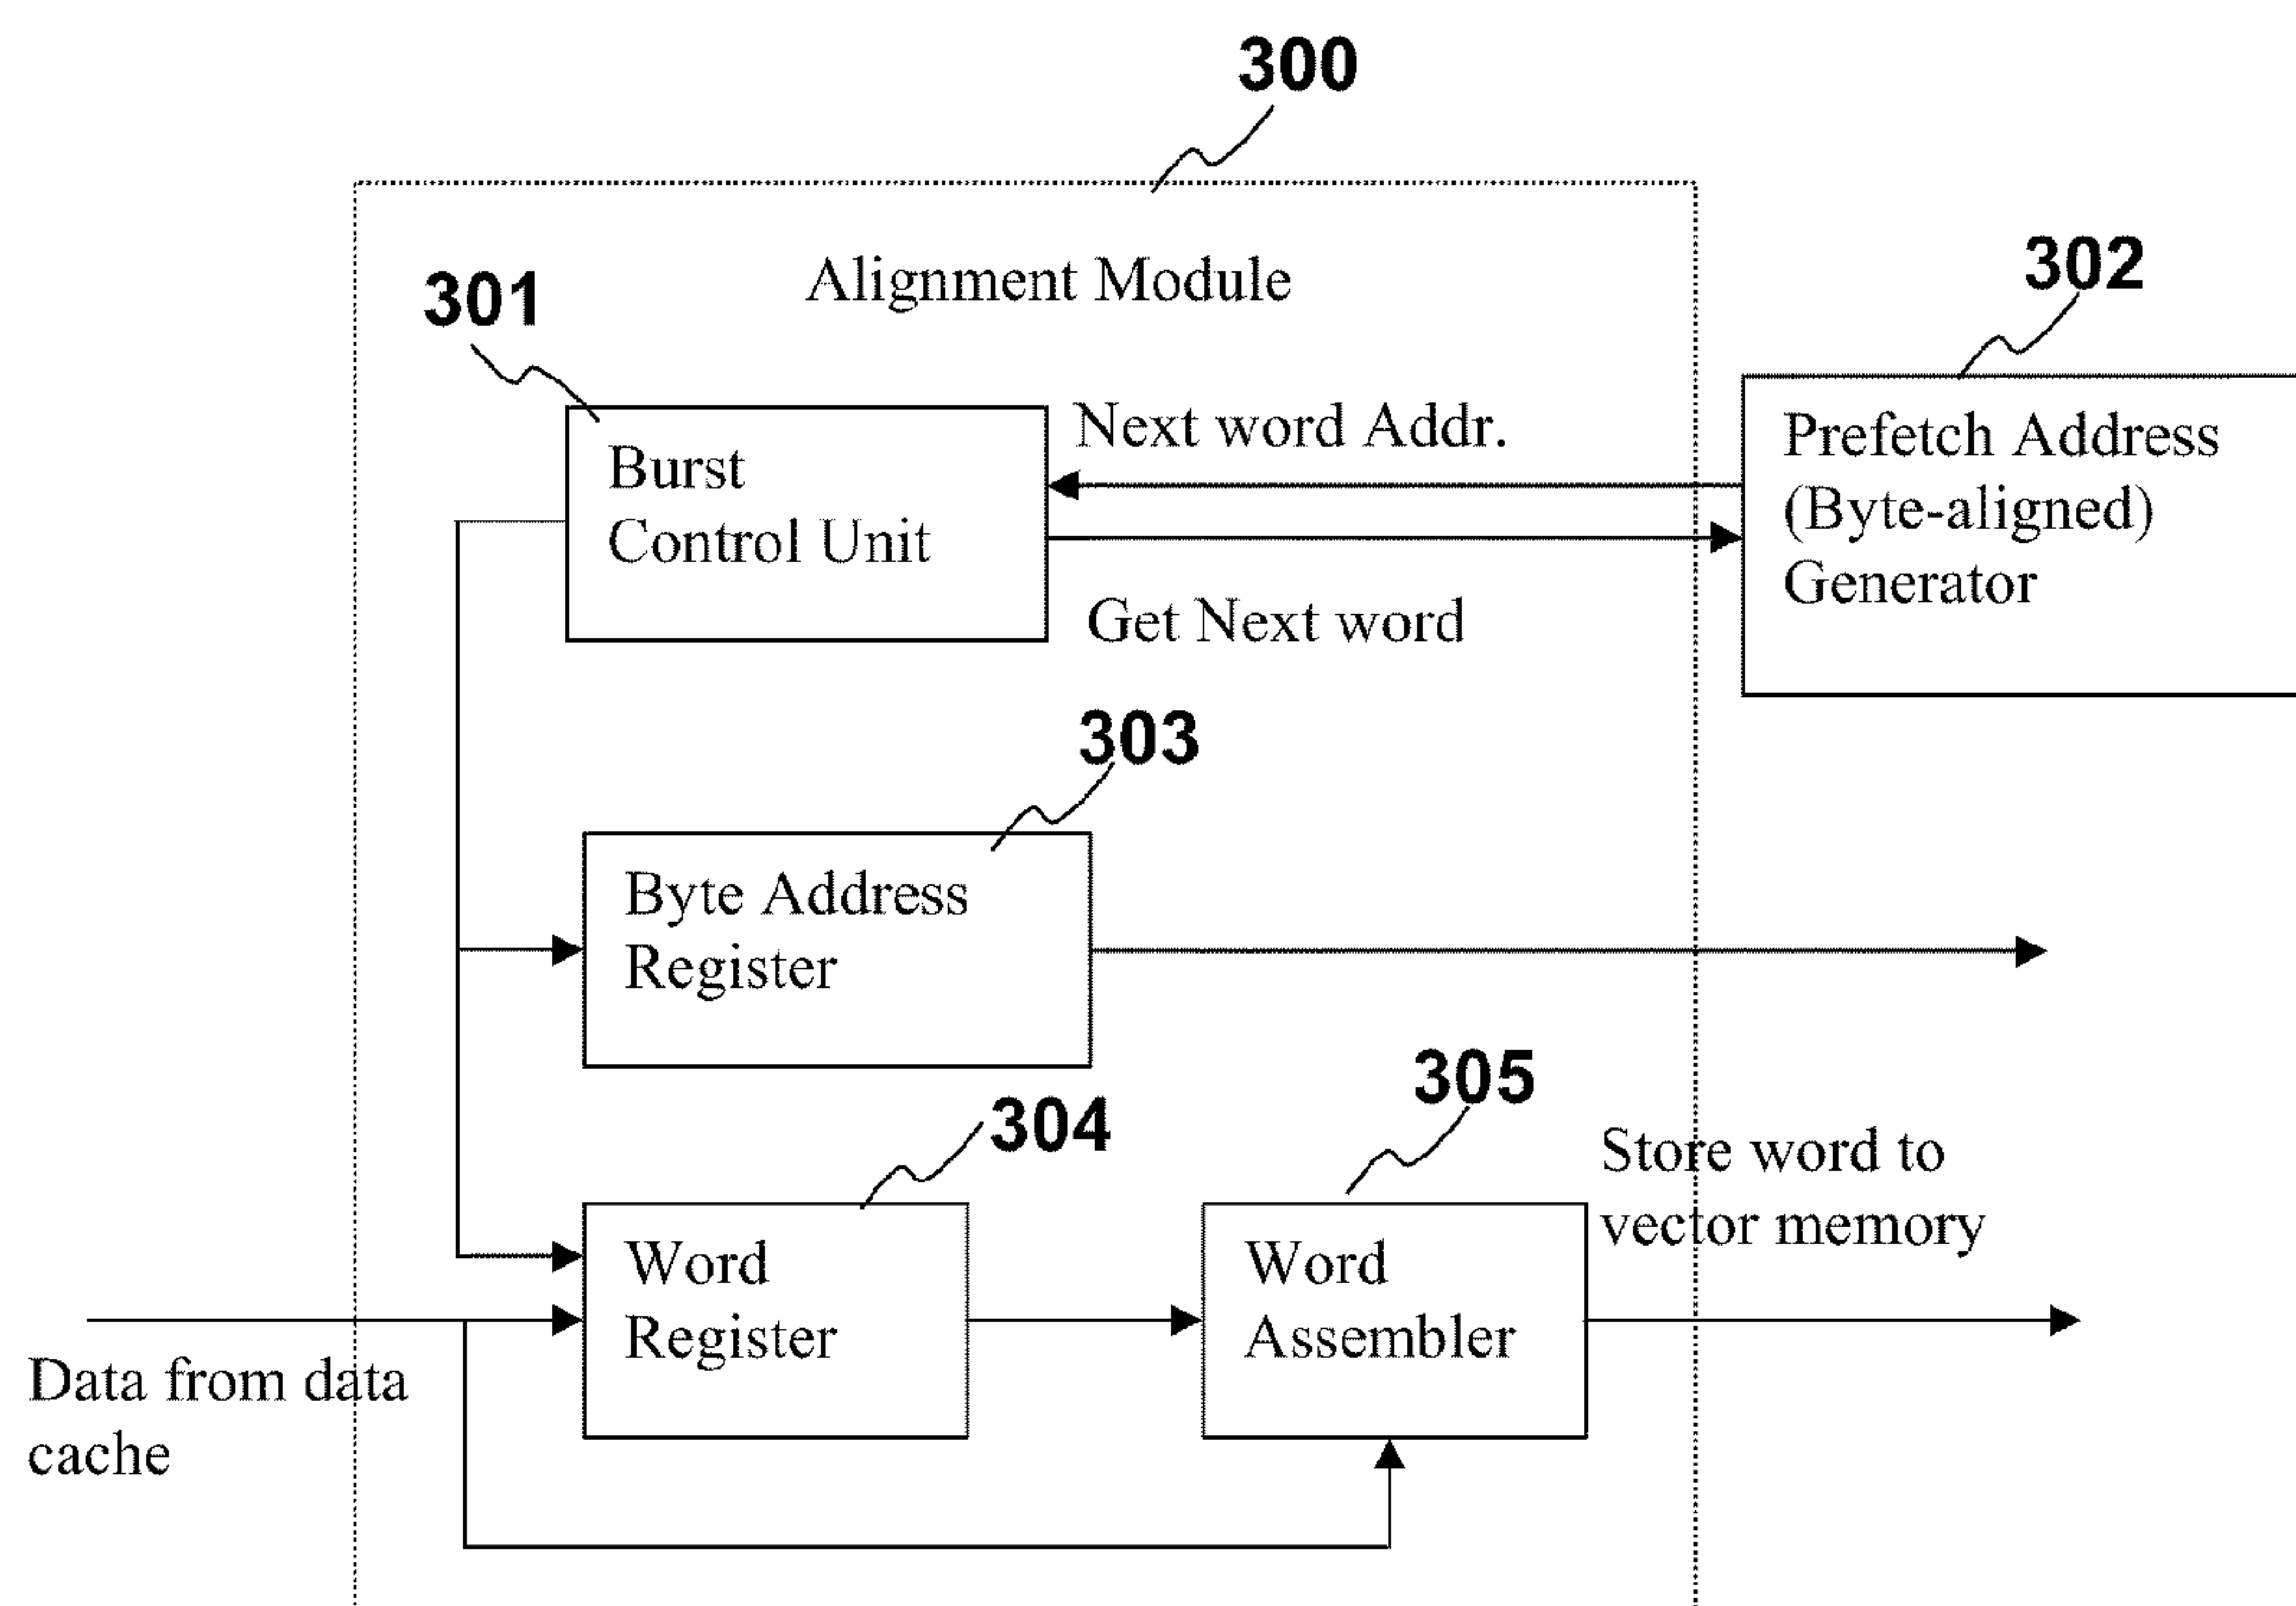 300
Alignment Module
301
302
Next word Addr.
Burst
Control Unit
Prefetch Address
(Byte-aligned)
Generator
Get Next word
303
Byte Address
Register
304
305
Store word to
vector memory
Word
Register
Word
Assembler
Data from data
cache